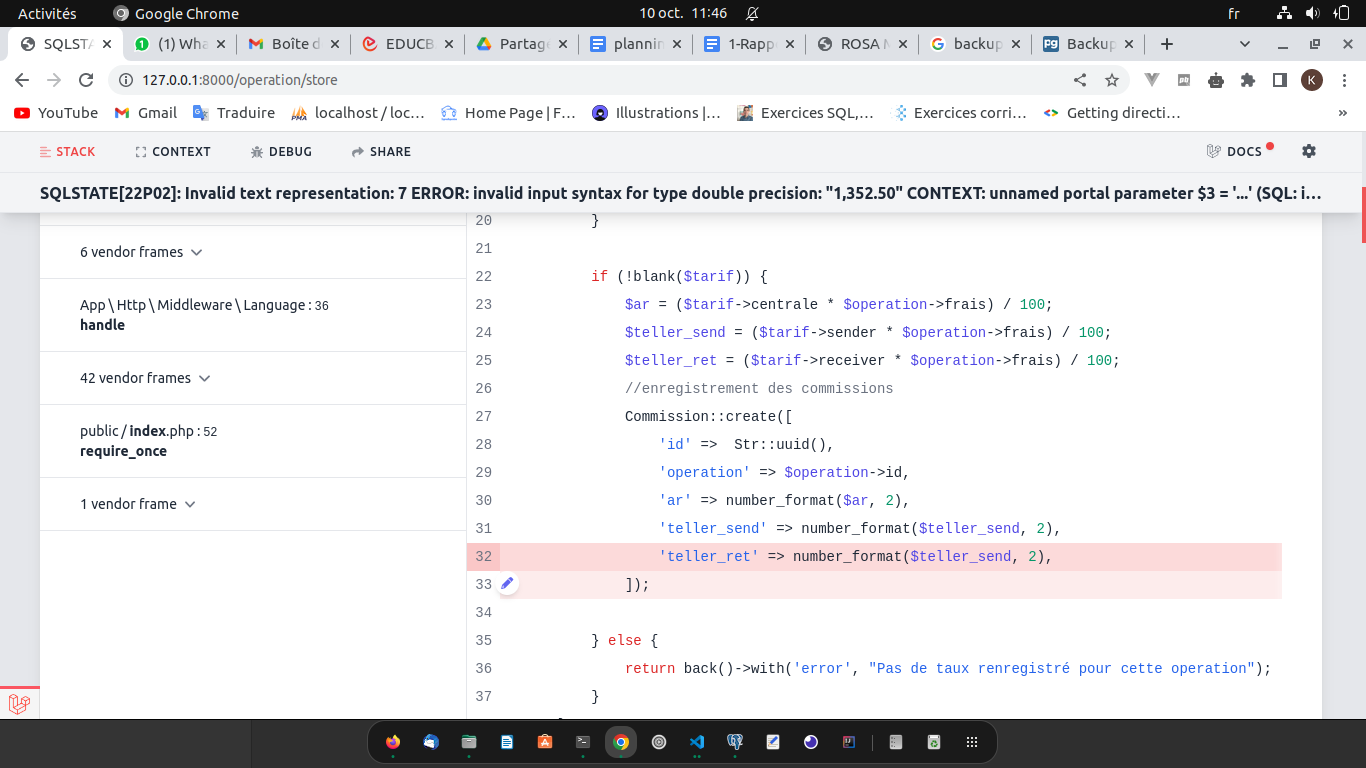 Activités
Google Chrome
10 oct. 11:46
fr
SQLSTA
(1) Wha
Boîte d
EDUCB
Partage
plannin
1-Rapp
ROSA M
backup
Backup
127.0.0.1:8000/operation/store
K
YouTube
Gmail
Traduire
localhost / loc…
Home Page | F…
Illustrations |…
Exercices SQL,…
Exercices corri…
Getting directi…
»
STACK
CONTEXT
DEBUG
SHARE
DOCS
SQLSTATE[22P02]: Invalid text representation: 7 ERROR: invalid input syntax for type double precision: "1,352.50" CONTEXT: unnamed portal parameter $3 = '...' (SQL: i…
6 vendor frames
App \ Http \ Middleware \ Language : 36
handle
42 vendor frames
public / index.php : 52
require_once
1 vendor frame
20 }
21
22 if (!blank($tarif)) {
23 $ar = ($tarif->centrale * $operation->frais) / 100;
24 $teller_send = ($tarif->sender * $operation->frais) / 100;
25 $teller_ret = ($tarif->receiver * $operation->frais) / 100;
26 //enregistrement des commissions
27 Commission::create([
28 'id' =>  Str::uuid(),
29 'operation' => $operation->id,
30 'ar' => number_format($ar, 2),
31 'teller_send' => number_format($teller_send, 2),
32 'teller_ret' => number_format($teller_send, 2),
33 ]);
34
35 } else {
36 return back()->with('error', "Pas de taux renregistré pour cette operation");
37 }